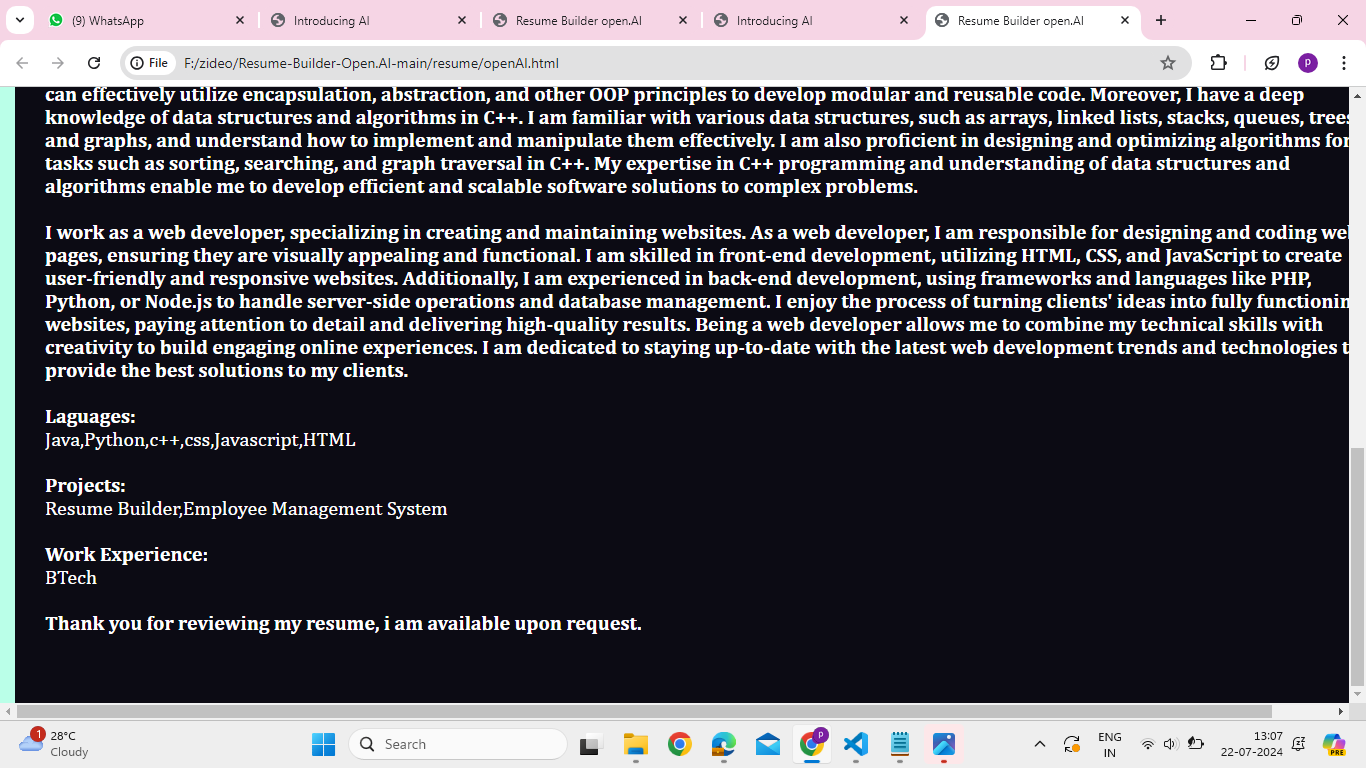 (9) WhatsApp
Introducing AI
Resume Builder open.AI
Introducing AI
Resume Builder open.AI
File
F:/zideo/Resume-Builder-Open.AI-main/resume/openAI.html
p
can effectively utilize encapsulation, abstraction, and other OOP principles to develop modular and reusable code. Moreover, I have a deep
knowledge of data structures and algorithms in C++. I am familiar with various data structures, such as arrays, linked lists, stacks, queues, trees
and graphs, and understand how to implement and manipulate them effectively. I am also proficient in designing and optimizing algorithms for
tasks such as sorting, searching, and graph traversal in C++. My expertise in C++ programming and understanding of data structures and
algorithms enable me to develop efficient and scalable software solutions to complex problems.
I work as a web developer, specializing in creating and maintaining websites. As a web developer, I am responsible for designing and coding we
pages, ensuring they are visually appealing and functional. I am skilled in front-end development, utilizing HTML, CSS, and JavaScript to create
user-friendly and responsive websites. Additionally, I am experienced in back-end development, using frameworks and languages like PHP,
Python, or Node.js to handle server-side operations and database management. I enjoy the process of turning clients' ideas into fully functionin
websites, paying attention to detail and delivering high-quality results. Being a web developer allows me to combine my technical skills with
creativity to build engaging online experiences. I am dedicated to staying up-to-date with the latest web development trends and technologies t
provide the best solutions to my clients.
Laguages:
Java,Python,c++,css,Javascript,HTML
Projects:
Resume Builder,Employee Management System
Work Experience:
BTech
Thank you for reviewing my resume, i am available upon request.
1
28°C
Cloudy
Search
p
ENG
IN
13:07
22-07-2024
PRE